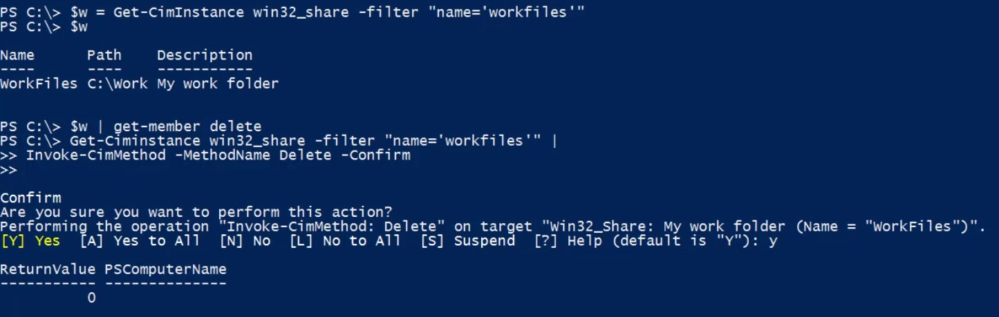 PS C:\> $w = Get-CimInstance win32_share -filter "name='workfiles'"
PS C:\> $w
Name Path Description
---- ---- -----------
WorkFiles C:\Work My work folder
PS C:\> $w | get-member delete
PS C:\> Get-Ciminstance win32_share -filter "name='workfiles'" |
>> Invoke-CimMethod -MethodName Delete -Confirm
>>
Confirm
Are you sure you want to perform this action?
Performing the operation "Invoke-CimMethod: Delete" on target "Win32_Share: My work folder (Name = "WorkFiles")".
[Y] Yes [A] Yes to All [N] No [L] No to All [S] Suspend [?] Help (default is "Y"): y
ReturnValue PSComputerName
----------- --------------
0